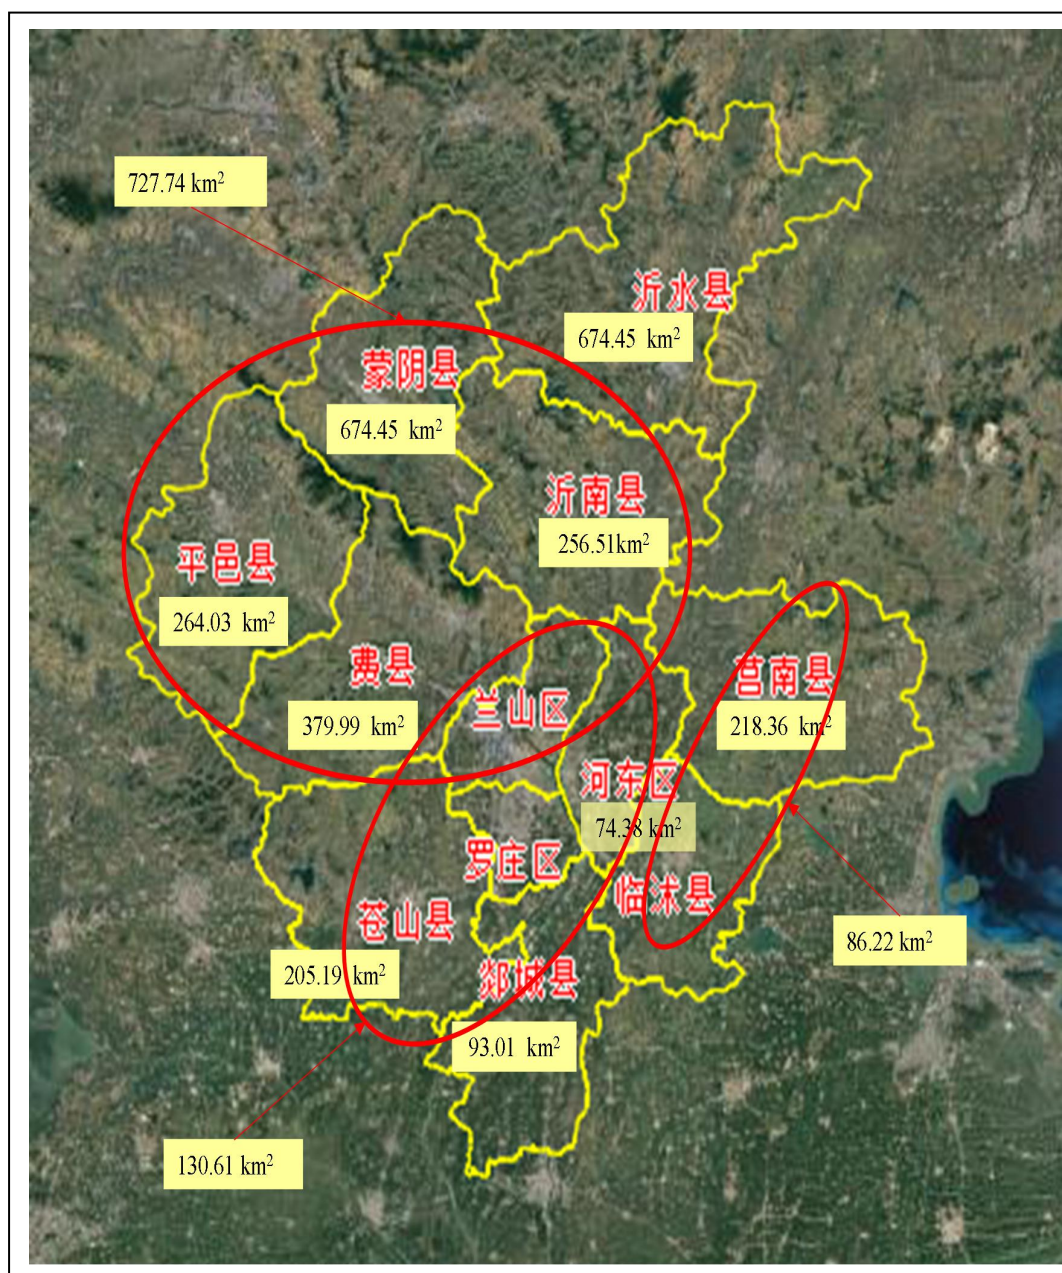 727.74 km²
沂水县
674.45 km²
蒙阴县
674.45 km²
沂南县
256.51km²
平邑县
264.03 km²
费县
379.99 km²
兰山区
莒南县
218.36 km²
河东区
74.38 km²
罗庄区
临沭县
苍山县
205.19 km²
郯城县
93.01 km²
86.22 km²
130.61 km²